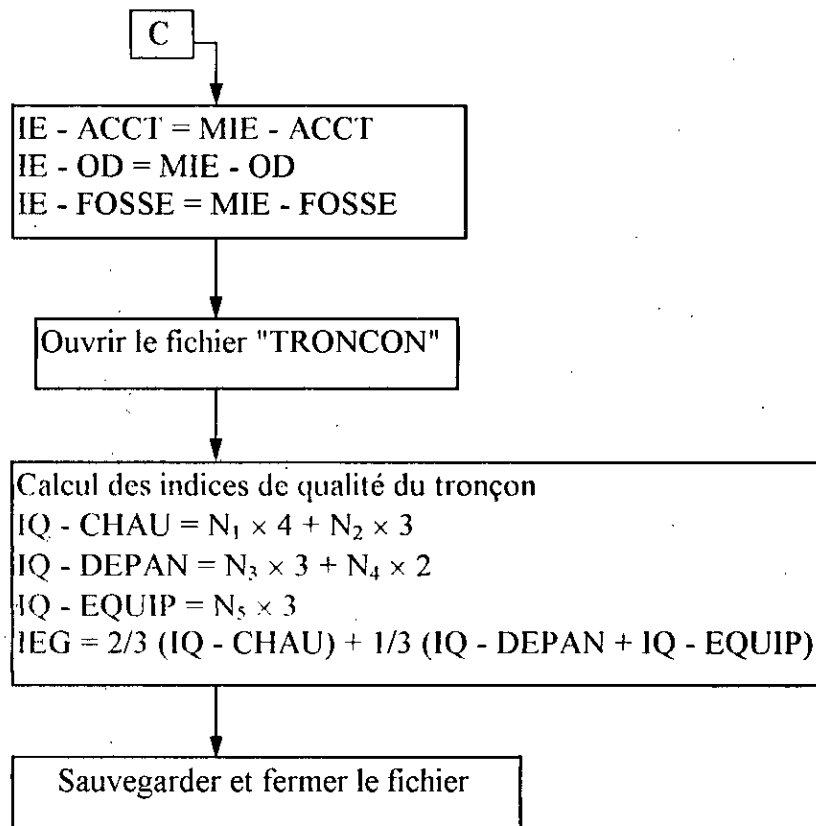 C
IE - ACCT = MIE - ACCT
IE - OD = MIE - OD
IE - FOSSE = MIE - FOSSE
Ouvrir le fichier "TRONCON"
Calcul des indices de qualité du tronçon
IQ - CHAU = N₁ × 4 + N₂ × 3
IQ - DEPAN = N₃ × 3 + N₄ × 2
IQ - EQUIP = N₅ × 3
IEG = 2/3 (IQ - CHAU) + 1/3 (IQ - DEPAN + IQ - EQUIP)
Sauvegarder et fermer le fichier